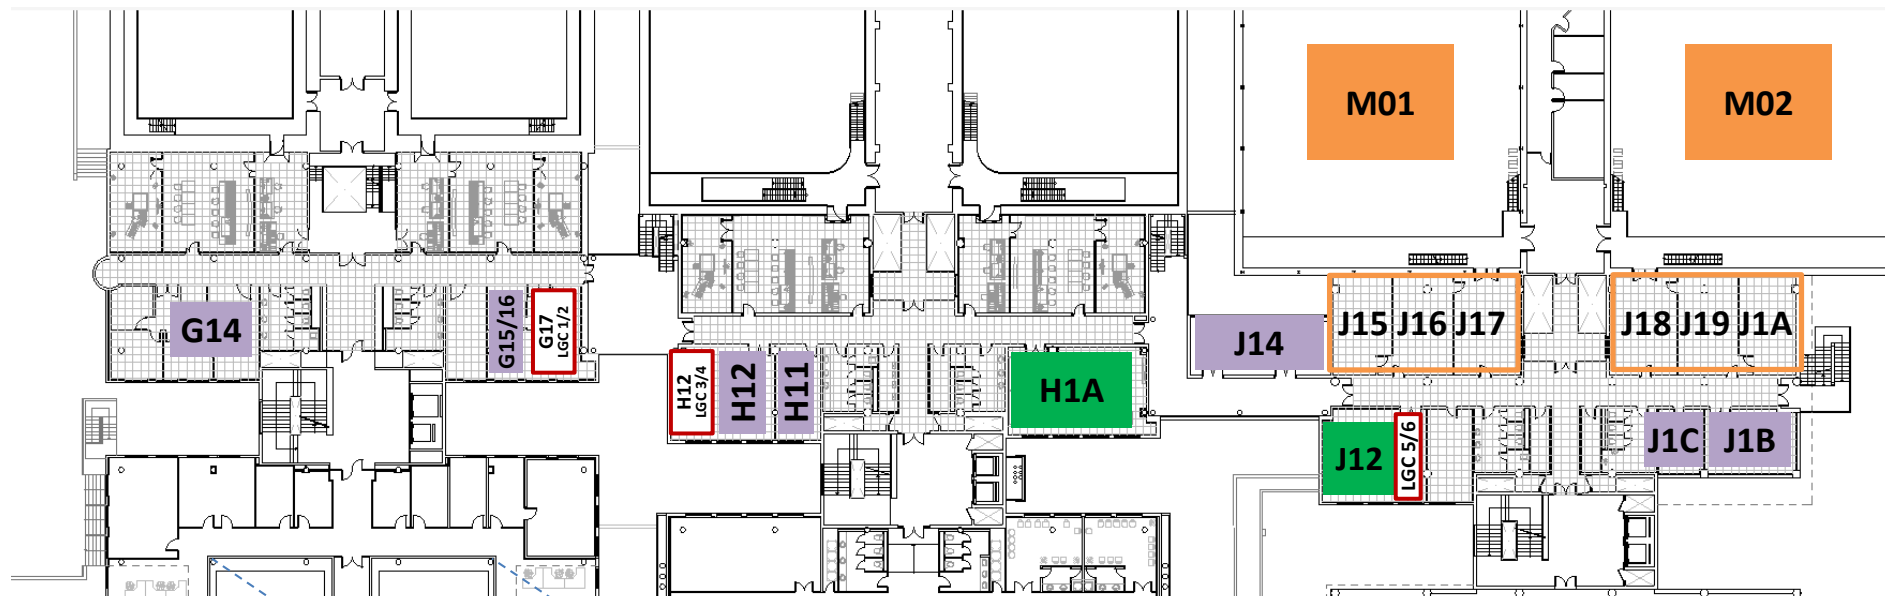 M01
M02
G14
G15/16
G17
LGC 1/2
H12
LGC 3/4
H12
H11
H1A
J14
J15 J16 J17
J18 J19 J1A
J12
LGC 5/6
J1C
J1B